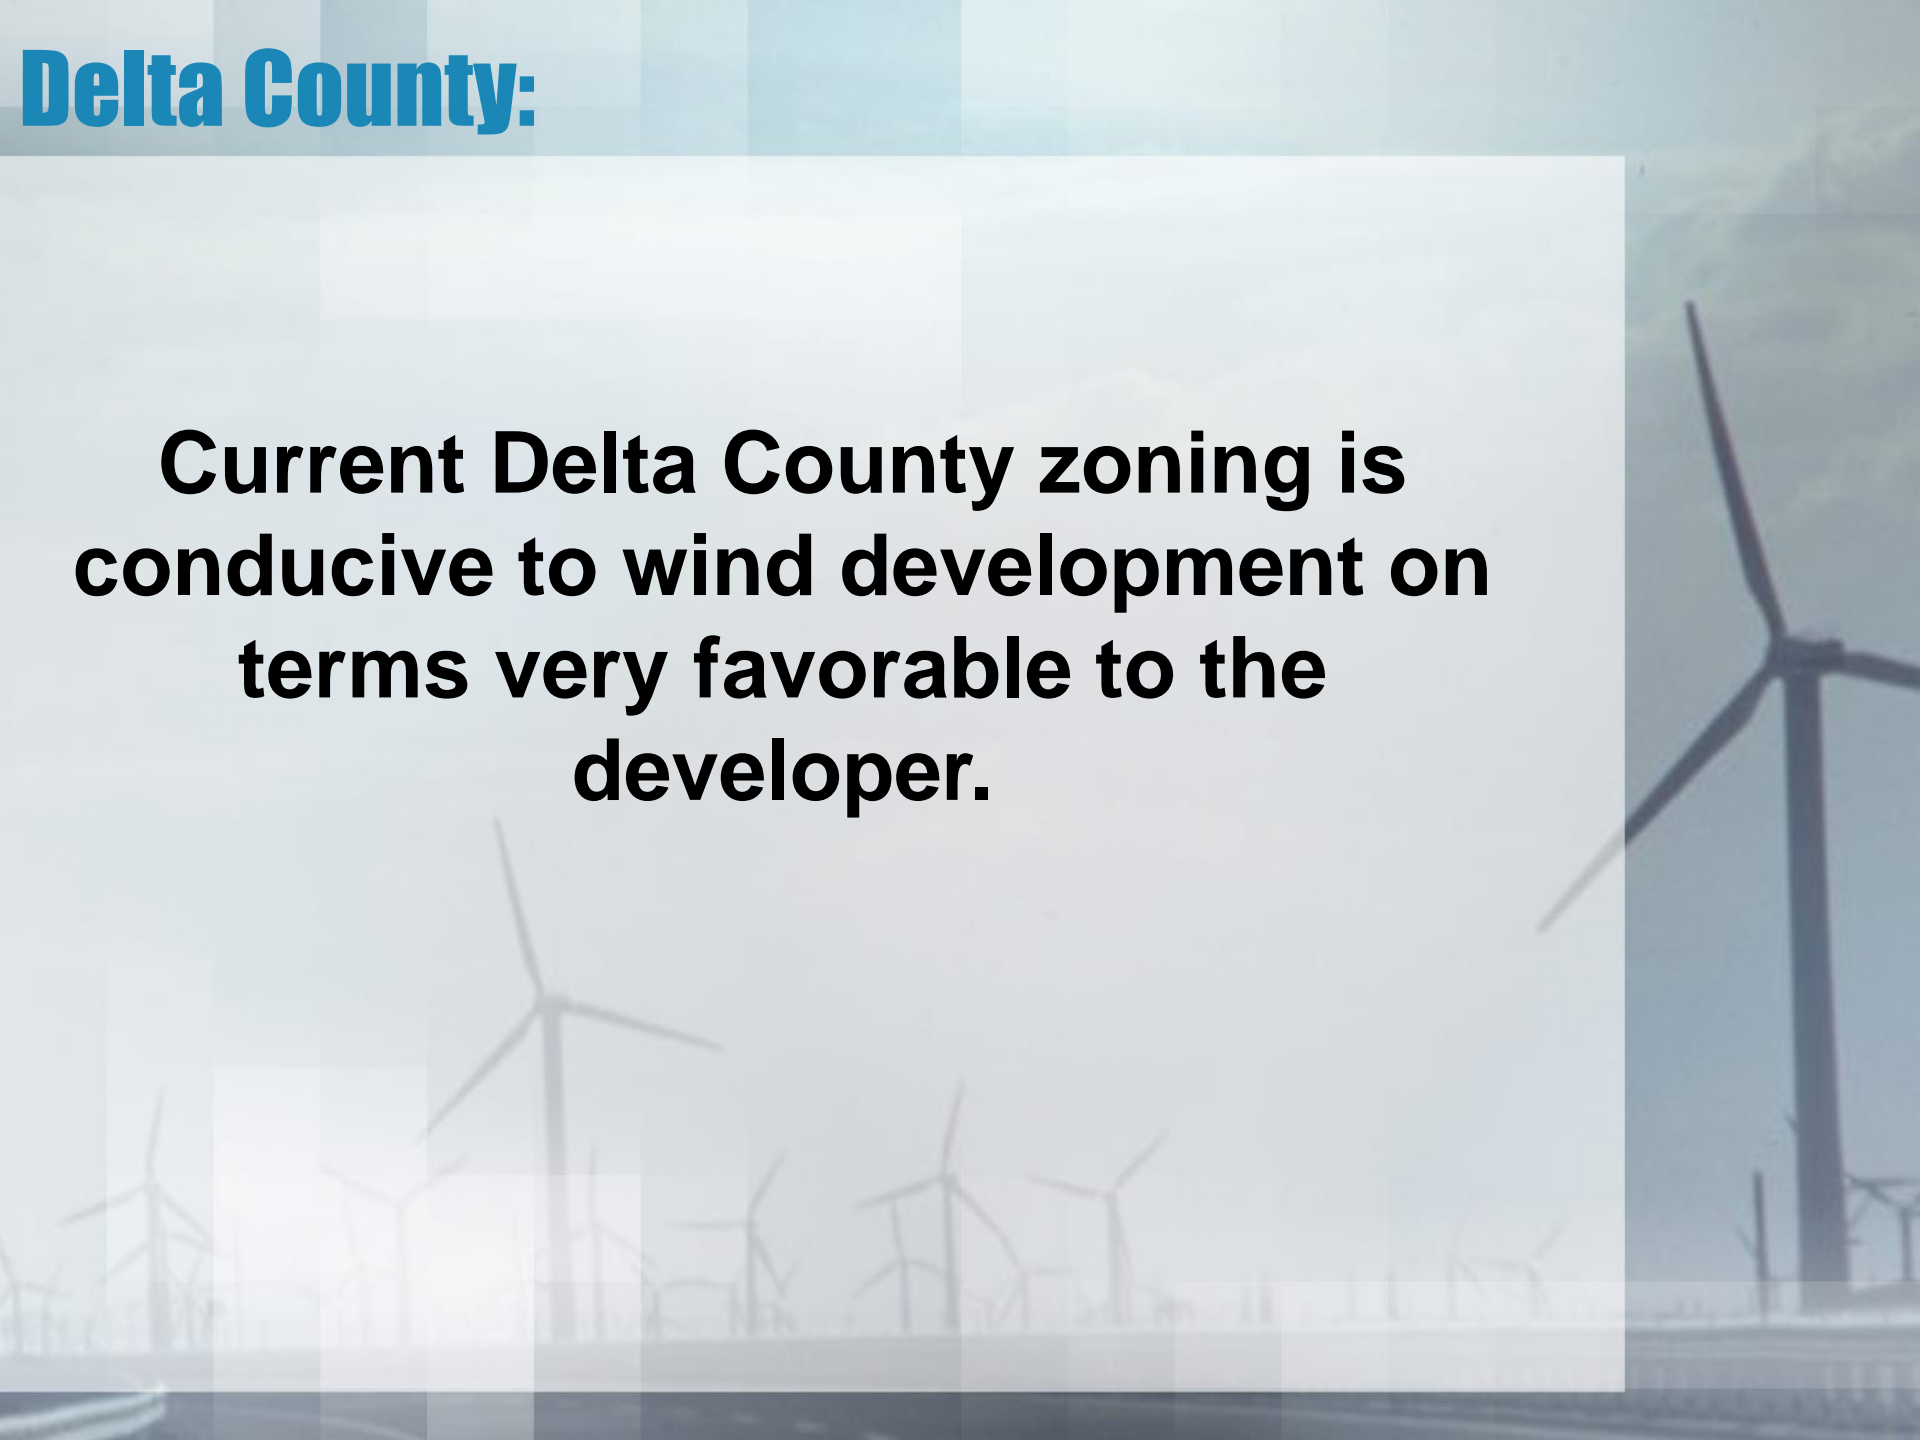 Delta County:
Current Delta County zoning is
conducive to wind development on
terms very favorable to the
developer.